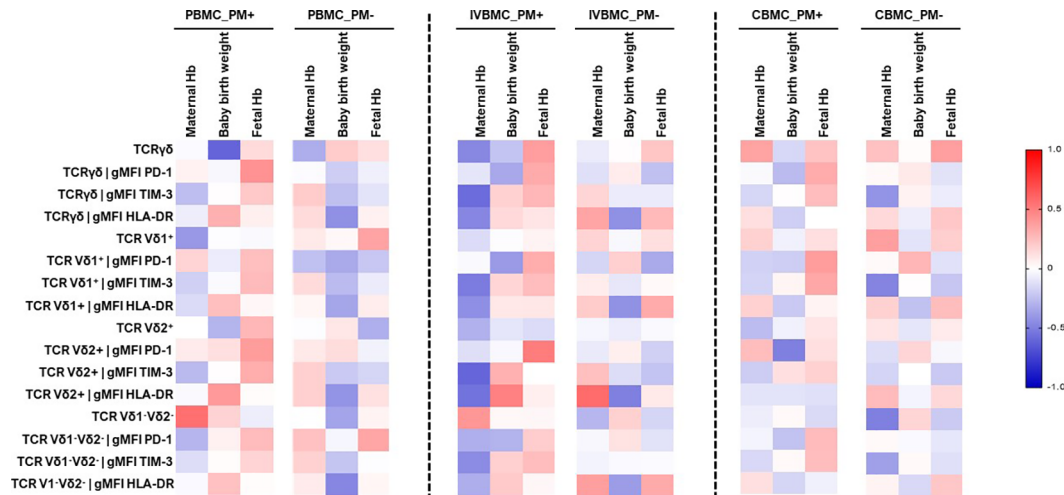 PBMC_PM+ PBMC_PM- IVBMC_PM+ IVBMC_PM- CBMC_PM+ CBMC_PM-
Maternal Hb Baby birth weight Fetal Hb Maternal Hb Baby birth weight Fetal Hb Maternal Hb Baby birth weight Fetal Hb Maternal Hb Baby birth weight Fetal Hb Maternal Hb Baby birth weight Fetal Hb Maternal Hb Baby birth weight Fetal Hb
TCRγδ
TCRγδ | gMFI PD-1
TCRγδ | gMFI TIM-3
TCRγδ | gMFI HLA-DR
TCR Vδ1⁺
TCR Vδ1⁺ | gMFI PD-1
TCR Vδ1⁺ | gMFI TIM-3
TCR Vδ1+ | gMFI HLA-DR
TCR Vδ2⁺
TCR Vδ2+ | gMFI PD-1
TCR Vδ2+ | gMFI TIM-3
TCR Vδ2+ | gMFI HLA-DR
TCR Vδ1⁻Vδ2⁻
TCR Vδ1⁻Vδ2⁻ | gMFI PD-1
TCR Vδ1⁻Vδ2⁻ | gMFI TIM-3
TCR V1⁻Vδ2⁻ | gMFI HLA-DR
1.0
0.5
0
-0.5
-1.0